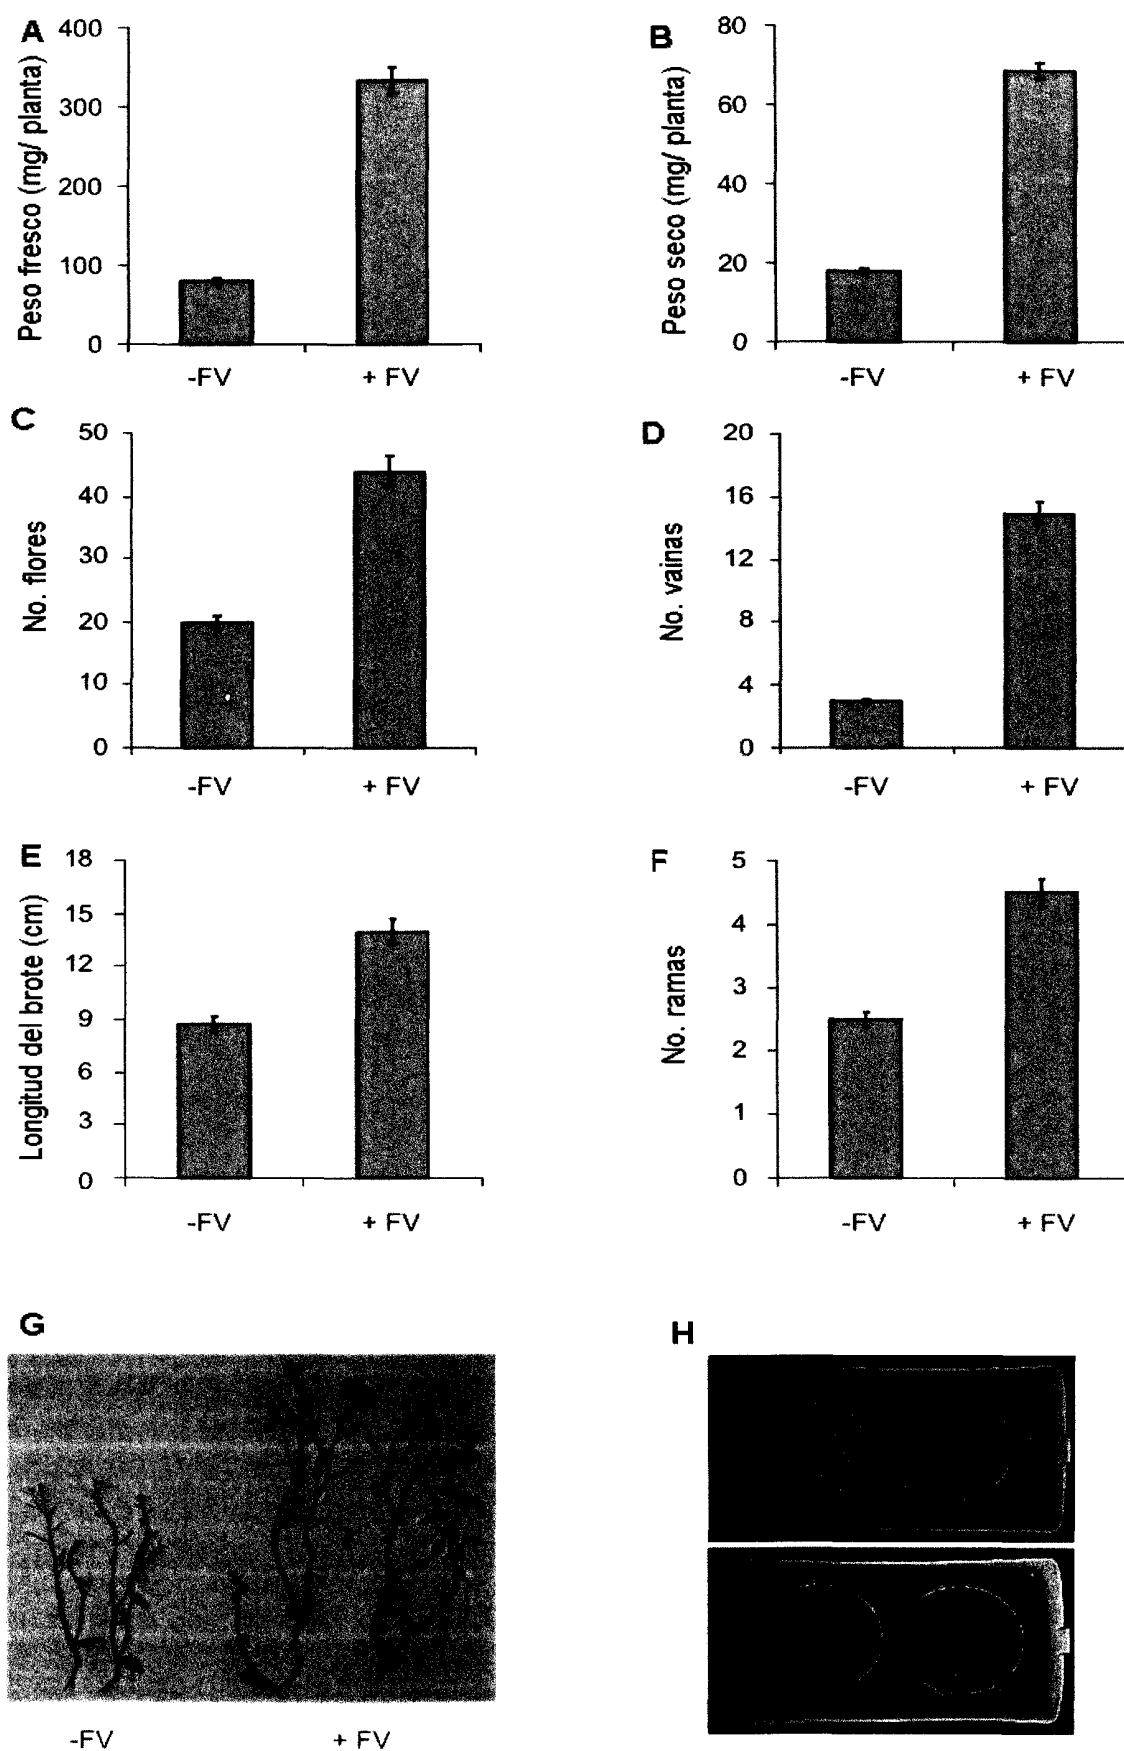 A
Peso fresco (mg/ planta)
400
300
200
100
0
-FV + FV
B
Peso seco (mg/ planta)
80
60
40
20
0
-FV + FV
C
No. flores
50
40
30
20
10
0
-FV + FV
D
No. vainas
20
16
12
8
4
0
-FV + FV
E
Longitud del brote (cm)
18
15
12
9
6
3
0
-FV + FV
F
No. ramas
5
4
3
2
1
0
-FV + FV
G
-FV + FV
H